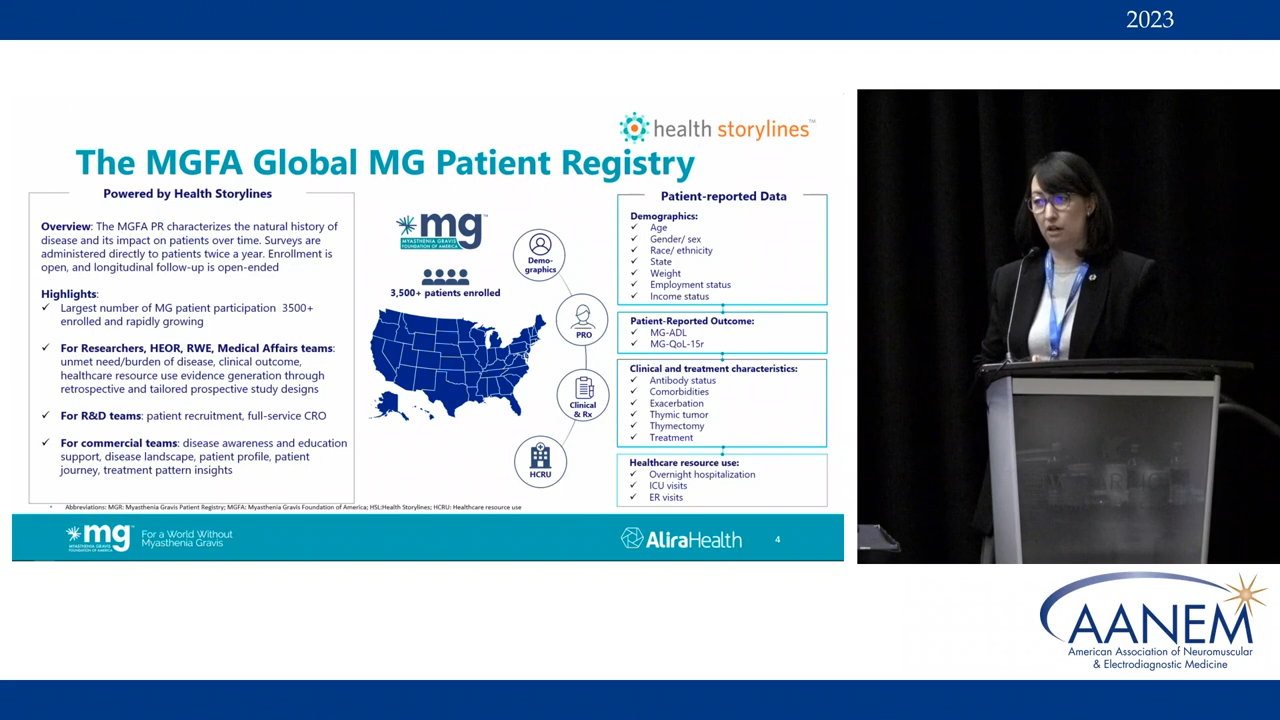 2023
health storylines™
The MGFA Global MG Patient Registry
Powered by Health Storylines
Overview: The MGFA PR characterizes the natural history of
disease and its impact on patients over time. Surveys are
administered directly to patients twice a year. Enrollment is
open, and longitudinal follow-up is open-ended
Highlights:
✓ Largest number of MG patient participation 3500+
enrolled and rapidly growing
✓ For Researchers, HEOR, RWE, Medical Affairs teams:
unmet need/burden of disease, clinical outcome,
healthcare resource use evidence generation through
retrospective and tailored prospective study designs
✓ For R&D teams: patient recruitment, full-service CRO
✓ For commercial teams: disease awareness and education
support, disease landscape, patient profile, patient
journey, treatment pattern insights
mg™
MYASTHENIA GRAVIS
FOUNDATION OF AMERICA
3,500+ patients enrolled
Demo-
graphics
PRO
Clinical
& Rx
HCRU
Patient-reported Data
Demographics:
✓ Age
✓ Gender/ sex
✓ Race/ ethnicity
✓ State
✓ Weight
✓ Employment status
✓ Income status
Patient-Reported Outcome:
✓ MG-ADL
✓ MG-QoL-15r
Clinical and treatment characteristics:
✓ Antibody status
✓ Comorbidities
✓ Exacerbation
✓ Thymic tumor
✓ Thymectomy
✓ Treatment
Healthcare resource use:
✓ Overnight hospitalization
✓ ICU visits
✓ ER visits
• Abbreviations: MGR: Myasthenia Gravis Patient Registry; MGFA: Myasthenia Gravis Foundation of America; HSL:Health Storylines; HCRU: Healthcare resource use
mg™
MYASTHENIA GRAVIS
FOUNDATION OF AMERICA
For a World Without
Myasthenia Gravis
AliraHealth
4
AANEM
American Association of Neuromuscular
& Electrodiagnostic Medicine